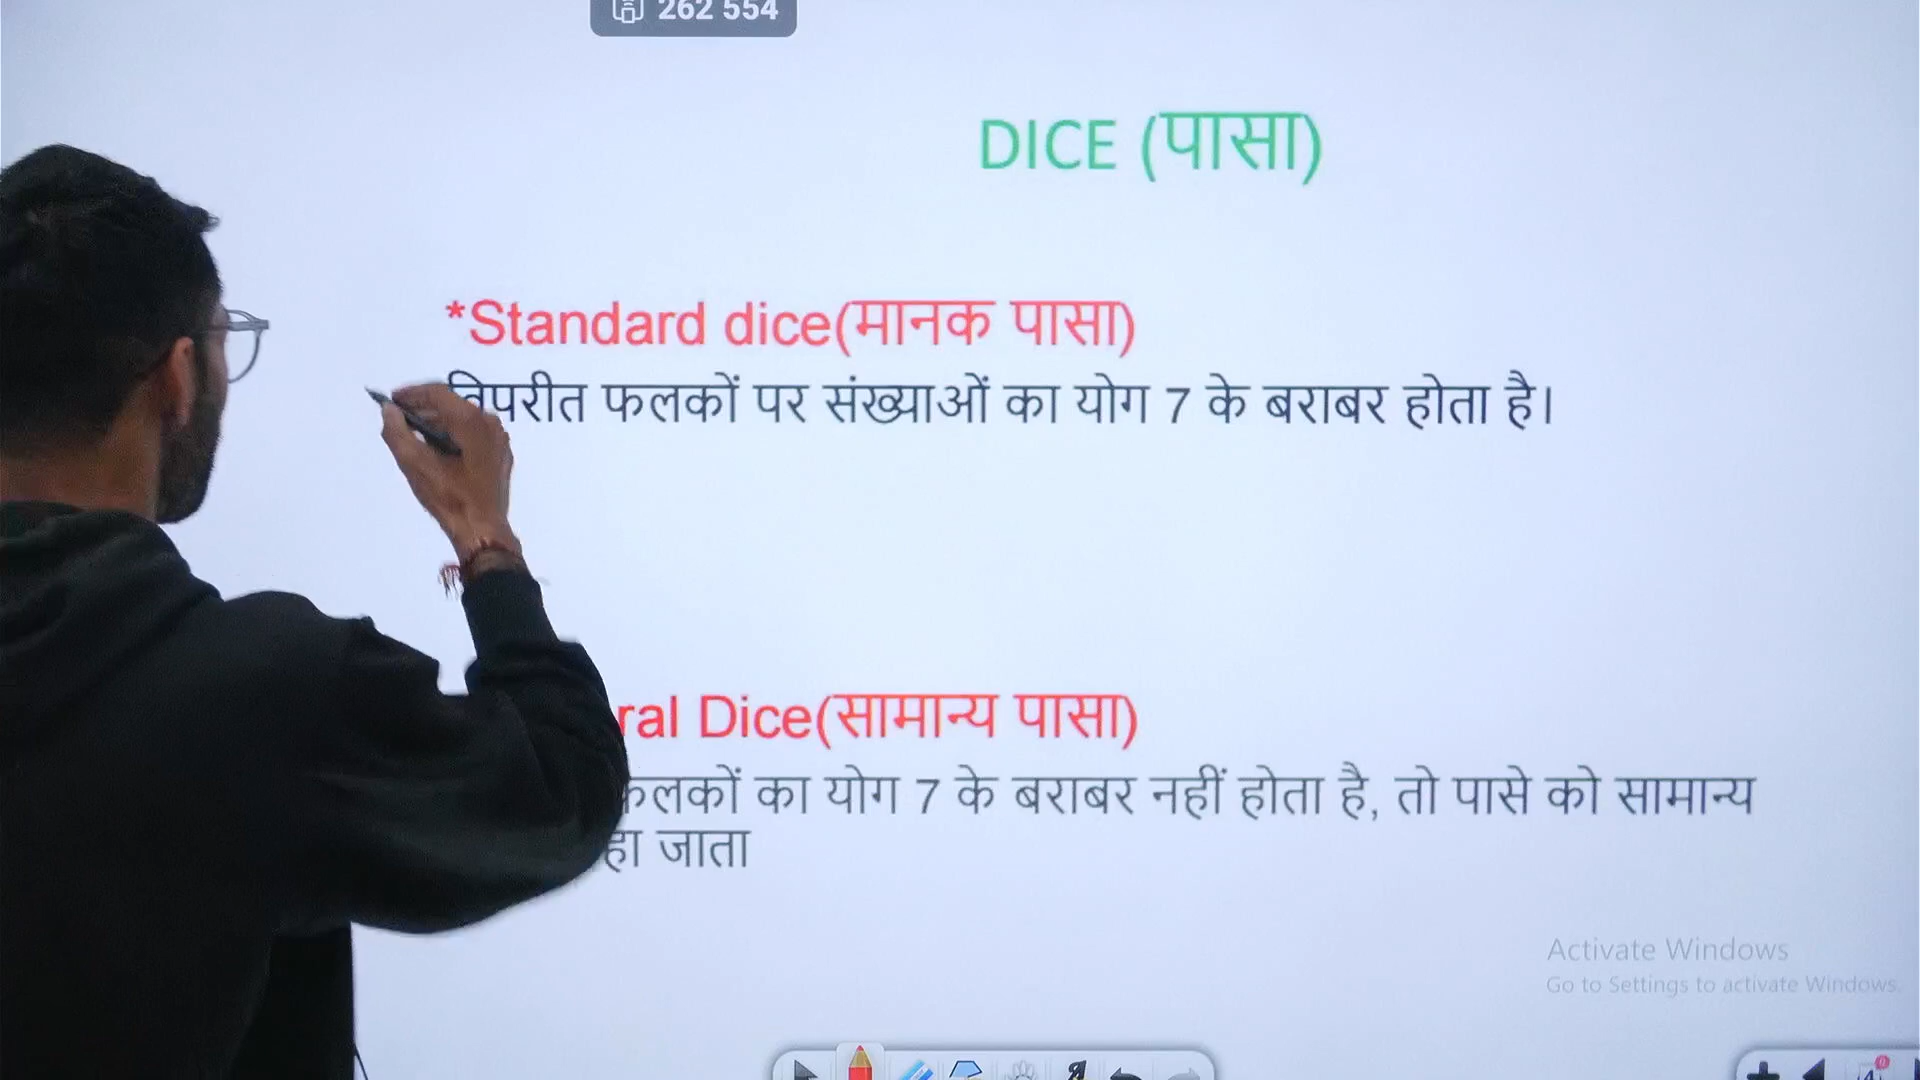 262 554
DICE (पासा)
*Standard dice(मानक पासा)
विपरीत फलकों पर संख्याओं का योग 7 के बराबर होता है।
ral Dice(सामान्य पासा)
फलकों का योग 7 के बराबर नहीं होता है, तो पासे को सामान्य
हा जाता
Activate Windows
Go to Settings to activate Windows.